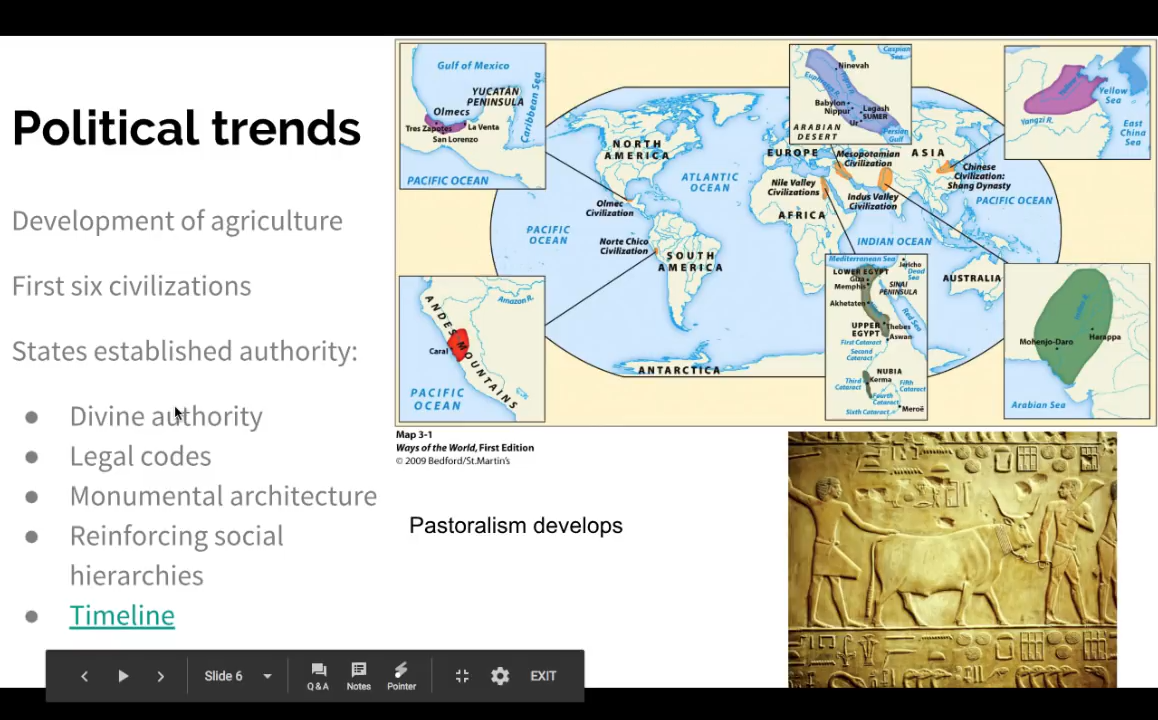 Political trends
Development of agriculture
First six civilizations
States established authority:
● Divine authority
● Legal codes
● Monumental architecture
● Reinforcing social
hierarchies
● Timeline
Gulf of Mexico
YUCATÁN
PENINSULA
Caribbean Sea
Olmecs
Tres Zapotes
La Venta
San Lorenzo
PACIFIC OCEAN
Caspian
Sea
Ninevah
Euphrates R.
Babylon
Nippur
Lagash
SUMER
Ur
ARABIAN
DESERT
Persian
Gulf
Yellow
Sea
Yangzi R.
East
China
Sea
NORTH
AMERICA
ATLANTIC
OCEAN
EUROPE
ASIA
Mesopotamian
Civilization
Nile Valley
Civilizations
AFRICA
Indus Valley
Civilization
Chinese
Civilization:
Shang Dynasty
PACIFIC OCEAN
Olmec
Civilization
PACIFIC
OCEAN
Norte Chico
Civilization
SOUTH
AMERICA
INDIAN OCEAN
AUSTRALIA
ANTARCTICA
ANDES MOUNTAINS
Amazon R.
Caral
PACIFIC
OCEAN
Mediterranean Sea
Jericho
Dead
Sea
LOWER EGYPT
Giza
Memphis
SINAI
PENINSULA
Akhetaten
Red Sea
UPPER
EGYPT
Thebes
Aswan
First Cataract
Second
Cataract
NUBIA
Third
Cataract
Kerma
Fifth
Cataract
Fourth
Cataract
Meroë
Sixth Cataract
Mohenjo-Daro
Harappa
Arabian Sea
Map 3-1
Ways of the World, First Edition
© 2009 Bedford/St.Martin's
Pastoralism develops
Slide 6
Q & A
Notes
Pointer
EXIT